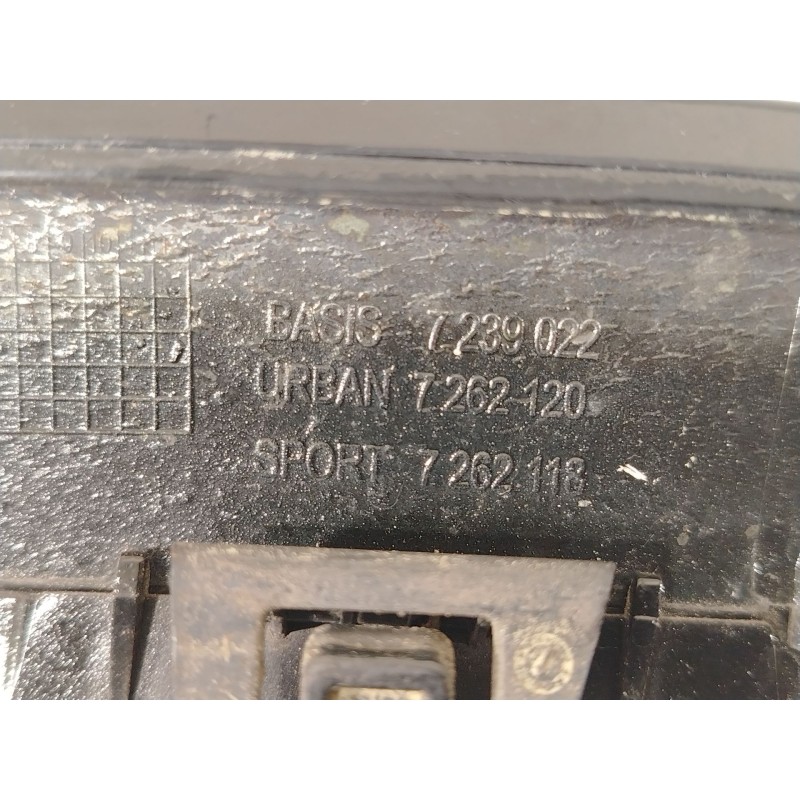 BASIS 7 239 022
URBAN 7 262 120
SPORT 7 262 118